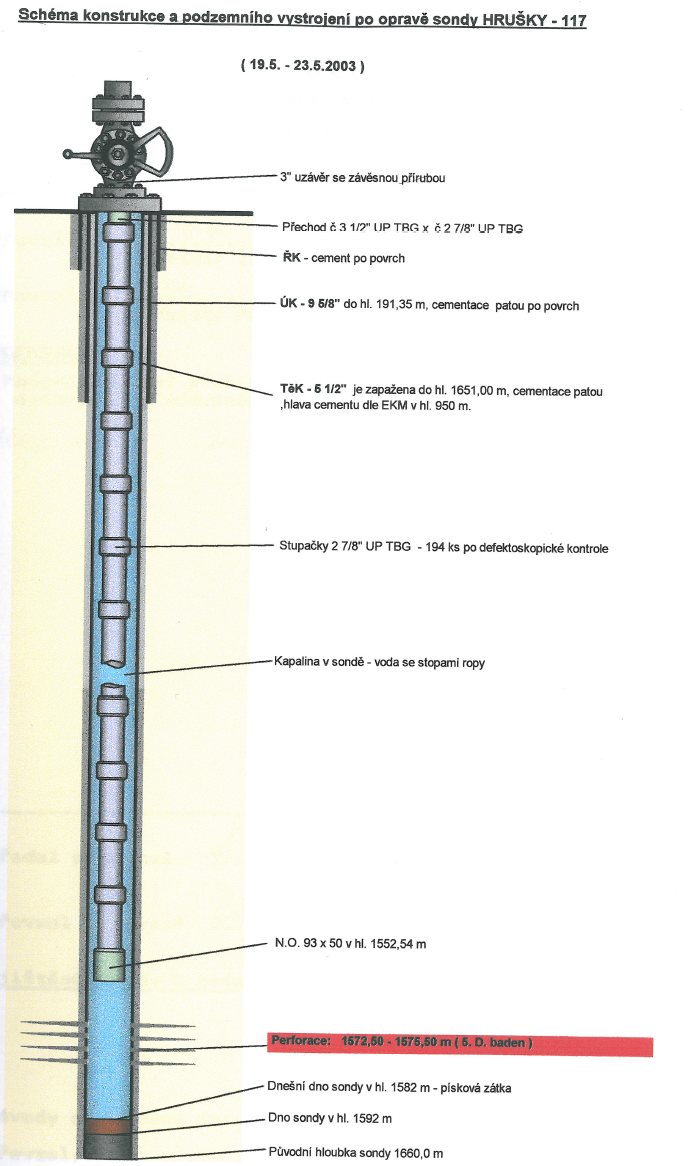 Schéma konstrukce a podzemního vystrojení po opravě sondy HRUŠKY - 117
( 19.5. - 23.5.2003 )
3" uzávěr se závěsnou přírubou
Přechod č 3 1/2" UP TBG x č 2 7/8" UP TBG
ŘK - cement po povrch
ÚK - 9 5/8" do hl. 191,35 m, cementace patou po povrch
TěK - 5 1/2" je zapažena do hl. 1651,00 m, cementace patou
,hlava cementu dle EKM v hl. 950 m.
Stupačky 2 7/8" UP TBG - 194 ks po defektoskopické kontrole
Kapalina v sondě - voda se stopami ropy
N.O. 93 x 50 v hl. 1552,54 m
Perforace: 1572,50 - 1575,50 m ( 5. D. baden )
Dnešní dno sondy v hl. 1582 m - písková zátka
Dno sondy v hl. 1592 m
Původní hloubka sondy 1660,0 m